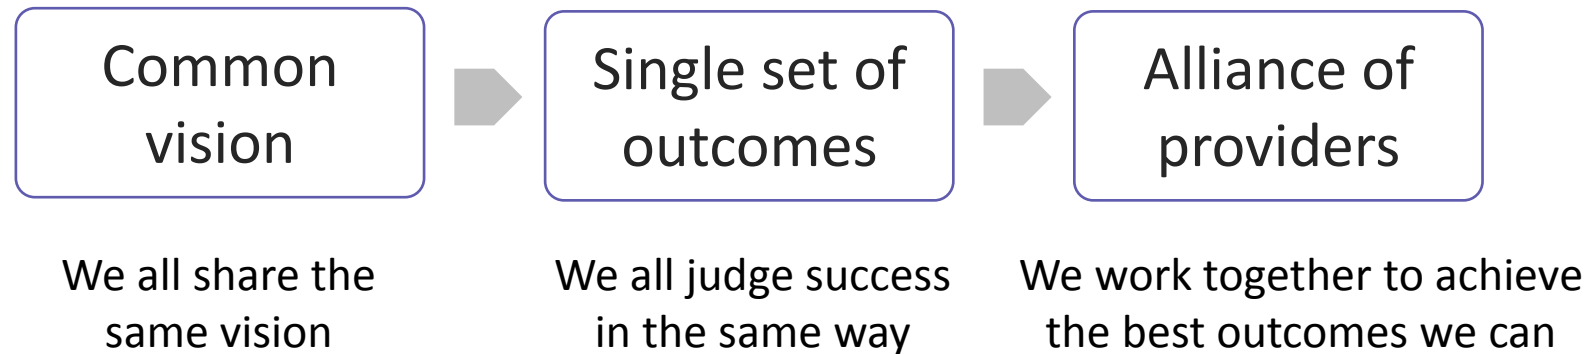 Common
vision
Single set of
outcomes
Alliance of
providers
We all share the
same vision
We all judge success
in the same way
We work together to achieve
the best outcomes we can